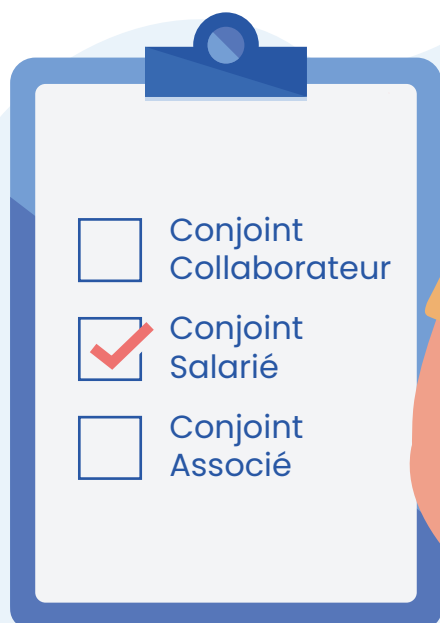 Conjoint
Collaborateur
Conjoint
Salarié
Conjoint
Associé